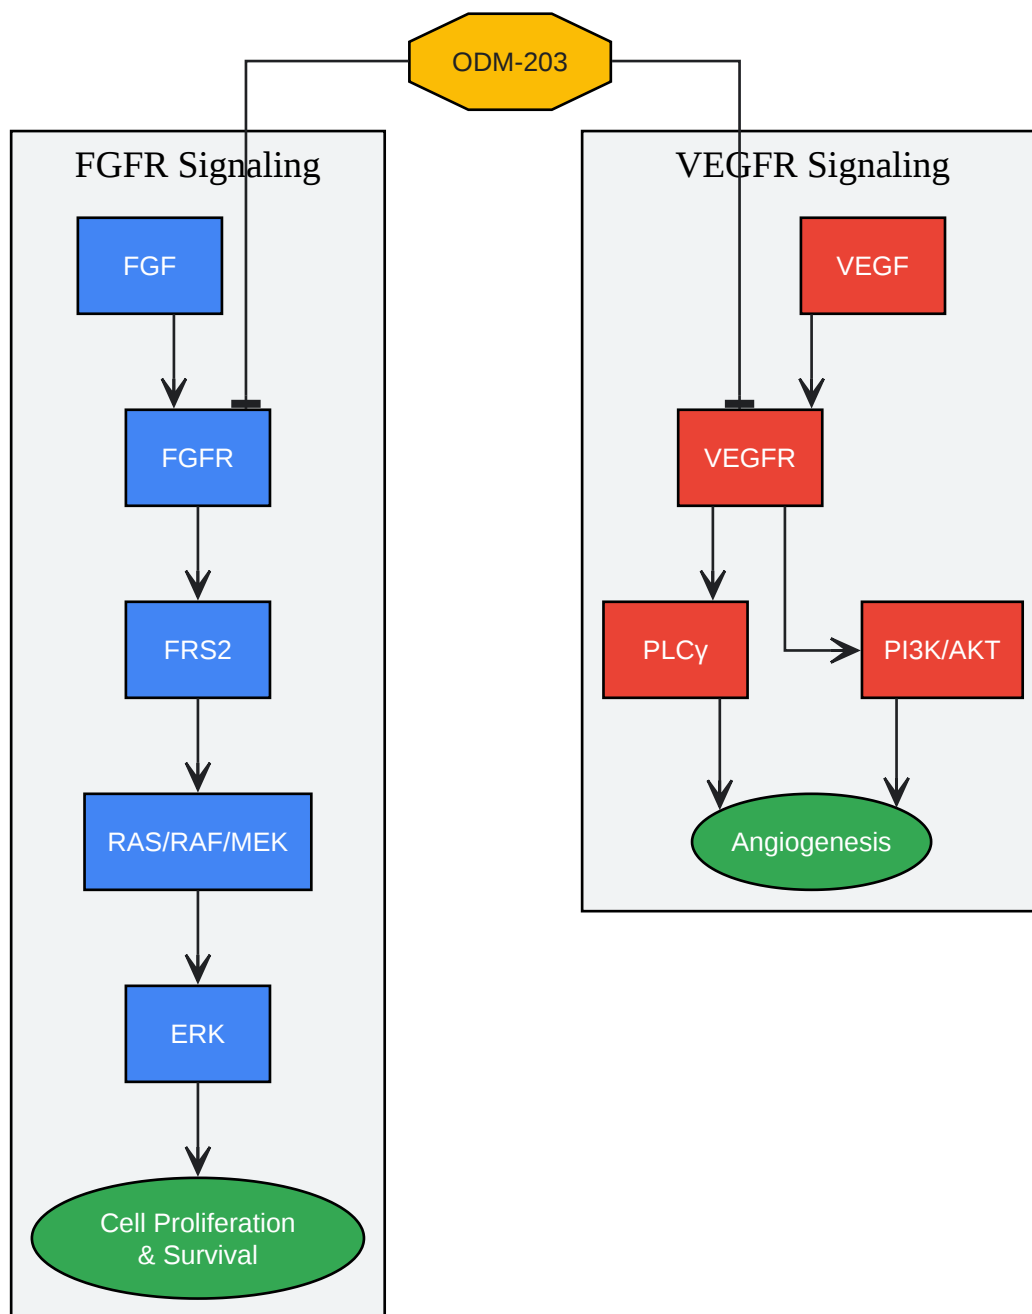 ODM-203
FGFR Signaling
FGF
FGFR
FRS2
RAS/RAF/MEK
ERK
Cell Proliferation
& Survival
VEGFR Signaling
VEGF
VEGFR
PLCγ
PI3K/AKT
Angiogenesis